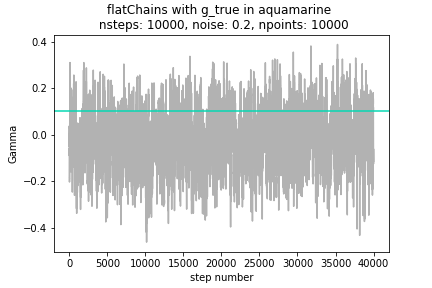 flatChains with g_true in aquamarine
nsteps: 10000, noise: 0.2, npoints: 10000
0.4
0.2
0.0
−0.2
−0.4
Gamma
0 5000 10000 15000 20000 25000 30000 35000 40000
step number